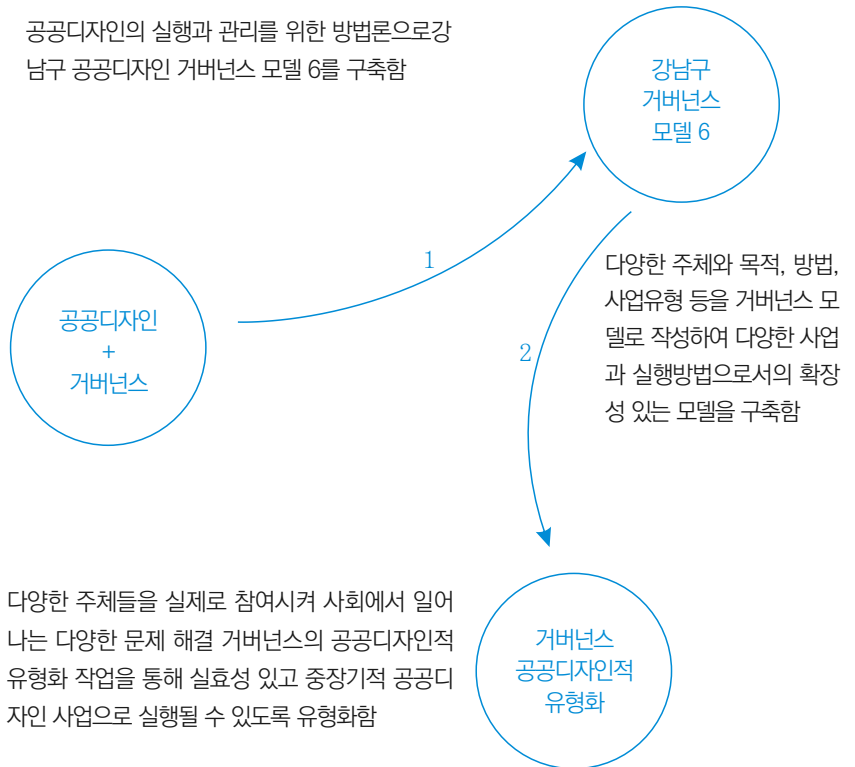 공공디자인의 실행과 관리를 위한 방법론으로강
남구 공공디자인 거버넌스 모델 6를 구축함
강남구
거버넌스
모델 6
1
공공디자인
+
거버넌스
다양한 주체와 목적, 방법,
사업유형 등을 거버넌스 모
델로 작성하여 다양한 사업
과 실행방법으로서의 확장
성 있는 모델을 구축함
2
다양한 주체들을 실제로 참여시켜 사회에서 일어
나는 다양한 문제 해결 거버넌스의 공공디자인적
유형화 작업을 통해 실효성 있고 중장기적 공공디
자인 사업으로 실행될 수 있도록 유형화함
거버넌스
공공디자인적
유형화